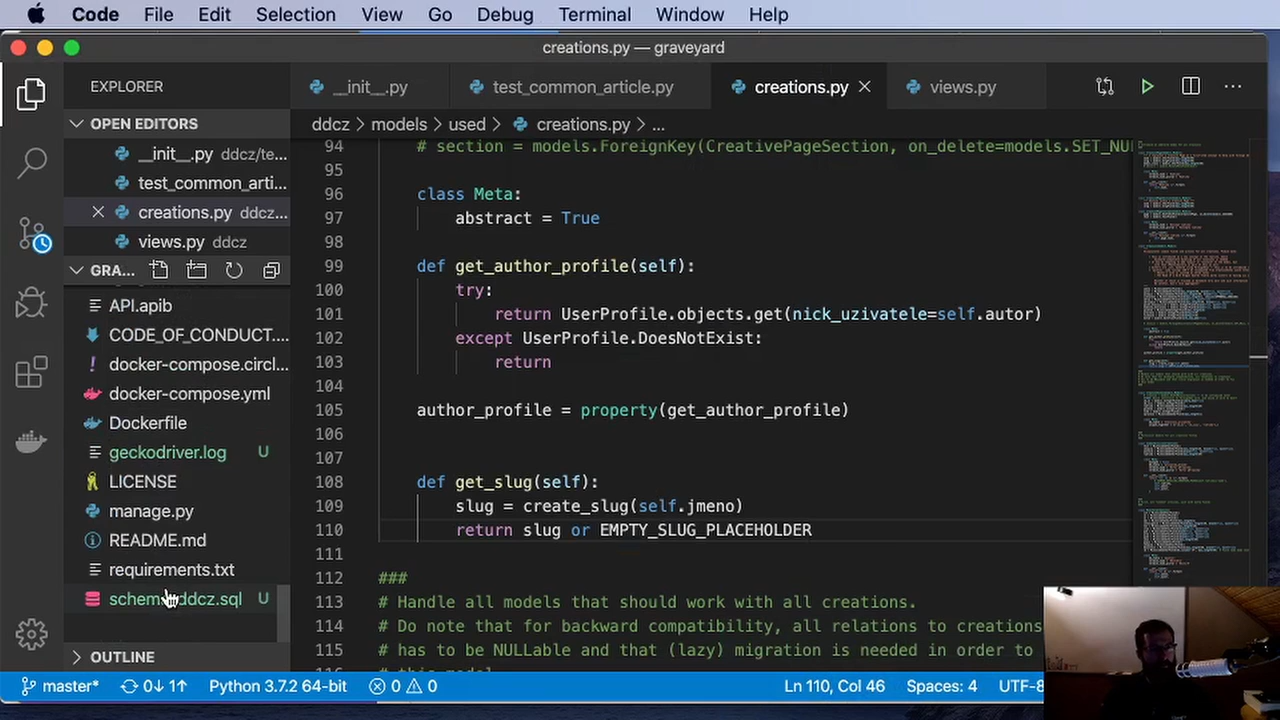 Code File Edit Selection View Go Debug Terminal Window Help
creations.py — graveyard
EXPLORER
__init__.py
test_common_article.py
creations.py
views.py
OPEN EDITORS
__init__.py ddcz/te...
test_common_arti...
creations.py ddcz...
views.py ddcz
GRA...
API.apib
CODE_OF_CONDUCT....
docker-compose.circl...
docker-compose.yml
Dockerfile
geckodriver.log U
LICENSE
manage.py
README.md
requirements.txt
ddcz.sql U
OUTLINE
ddcz > models > used > creations.py > ...
94 # section = models.ForeignKey(CreativePageSection, on_delete=models.SET_NU
95
96 class Meta:
97 abstract = True
98
99 def get_author_profile(self):
100 try:
101 return UserProfile.objects.get(nick_uzivatele=self.autor)
102 except UserProfile.DoesNotExist:
103 return
104
105 author_profile = property(get_author_profile)
106
107
108 def get_slug(self):
109 slug = create_slug(self.jmeno)
110 return slug or EMPTY_SLUG_PLACEHOLDER
111
112 ###
113 # Handle all models that should work with all creations.
114 # Do note that for backward compatibility, all relations to creations
115 # has to be NULLable and that (lazy) migration is needed in order to
116 # this model
master* 0↓ 1↑ Python 3.7.2 64-bit 0 0 Ln 110, Col 46 Spaces: 4 UTF-8